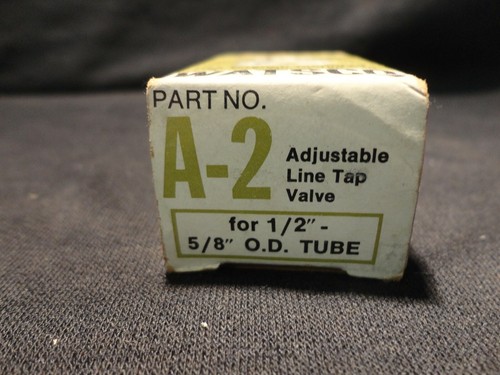 PART NO.
A-2
Adjustable
Line Tap
Valve
for 1/2" -
5/8" O.D. TUBE